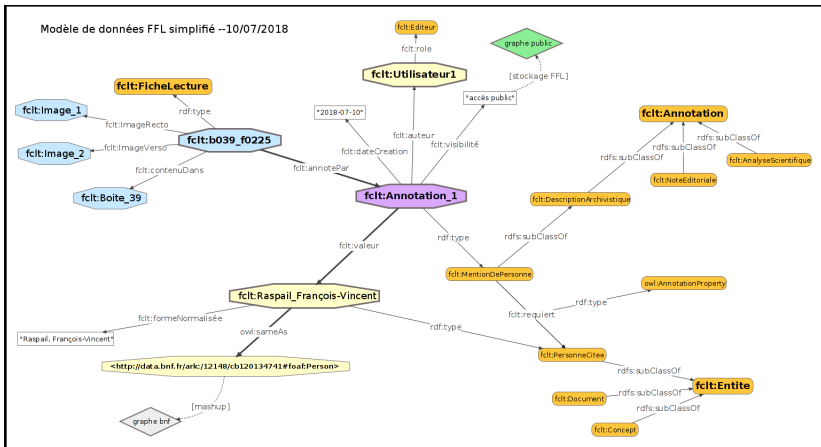 Modèle de données FFL simplifié --10/07/2018
fclt:Editeur
fclt:role
graphe public
fclt:Utilisateur1
[stockage FFL]
fclt:FicheLecture
"accès public"
fclt:Image_1
rdf:type
"2018-07-10"
fclt:Annotation
fclt:ImageRecto
fclt:auteur
fclt:b039_f0225
fclt:dateCreation
fclt:visibilité
rdfs:subClassOf
rdfs:subClassOf
rdfs:subClassOf
fclt:Image_2
fclt:ImageVerso
fclt:AnalyseScientifique
fclt:contenuDans
fclt:annotePar
fclt:NoteEditoriale
fclt:Boite_39
fclt:Annotation_1
fclt:DescriptionArchivistique
rdf:type
rdfs:subClassOf
fclt:valeur
fclt:MentionDePersonne
owl:AnnotationProperty
fclt:Raspail_François-Vincent
rdf:type
fclt:requiert
fclt:formeNormalisée
rdf:type
owl:sameAs
"Raspail, François-Vincent"
fclt:PersonneCitee
<http://data.bnf.fr/ark:/12148/cb120134741#foaf:Person>
rdfs:subClassOf
fclt:Entite
rdfs:subClassOf
fclt:Document
[mashup]
rdfs:subClassOf
graphe bnf
fclt:Concept